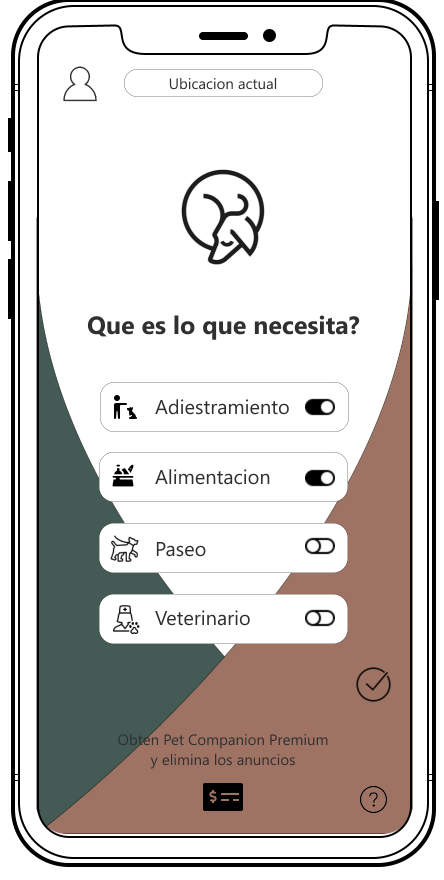 Ubicacion actual
Que es lo que necesita?
Adiestramiento
Alimentacion
Paseo
Veterinario
Obten Pet Companion Premium
y elimina los anuncios
$
?